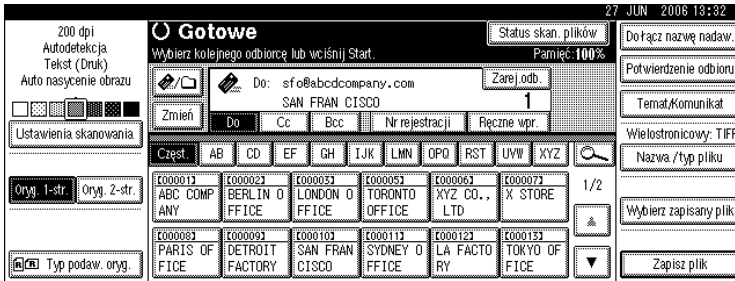 27 JUN 2006 13:32
200 dpi
Autodetekcja
Tekst (Druk)
Auto nasycenie obrazu
Ustawienia skanowania
Oryg. 1-str. Oryg. 2-str.
Typ podaw. oryg.
Gotowe
Status skan. plików
Wybierz kolejnego odbiorcę lub wciśnij Start.
Pamięć:100%
Do: sfo@abcdcompany.com
Zarej.odb.
SAN FRAN CISCO
1
Zmień
Do Cc Bcc Nr rejestracji Ręczne wpr.
Częst. AB CD EF GH IJK LMN OPQ RST UVW XYZ
[00001] [00002] [00003] [00005] [00006] [00007]
ABC COMP BERLIN O LONDON O TORONTO XYZ CO., X STORE
ANY FFICE FFICE OFFICE LTD
1/2
[00008] [00009] [00010] [00011] [00012] [00013]
PARIS OF DETROIT SAN FRAN SYDNEY O LA FACTO TOKYO OF
FICE FACTORY CISCO FFICE RY FICE
Dołącz nazwę nadaw.
Potwierdzenie odbioru
Temat/Komunikat
Wielostronicowy: TIFF
Nazwa /typ pliku
Wybierz zapisany plik
Zapisz plik